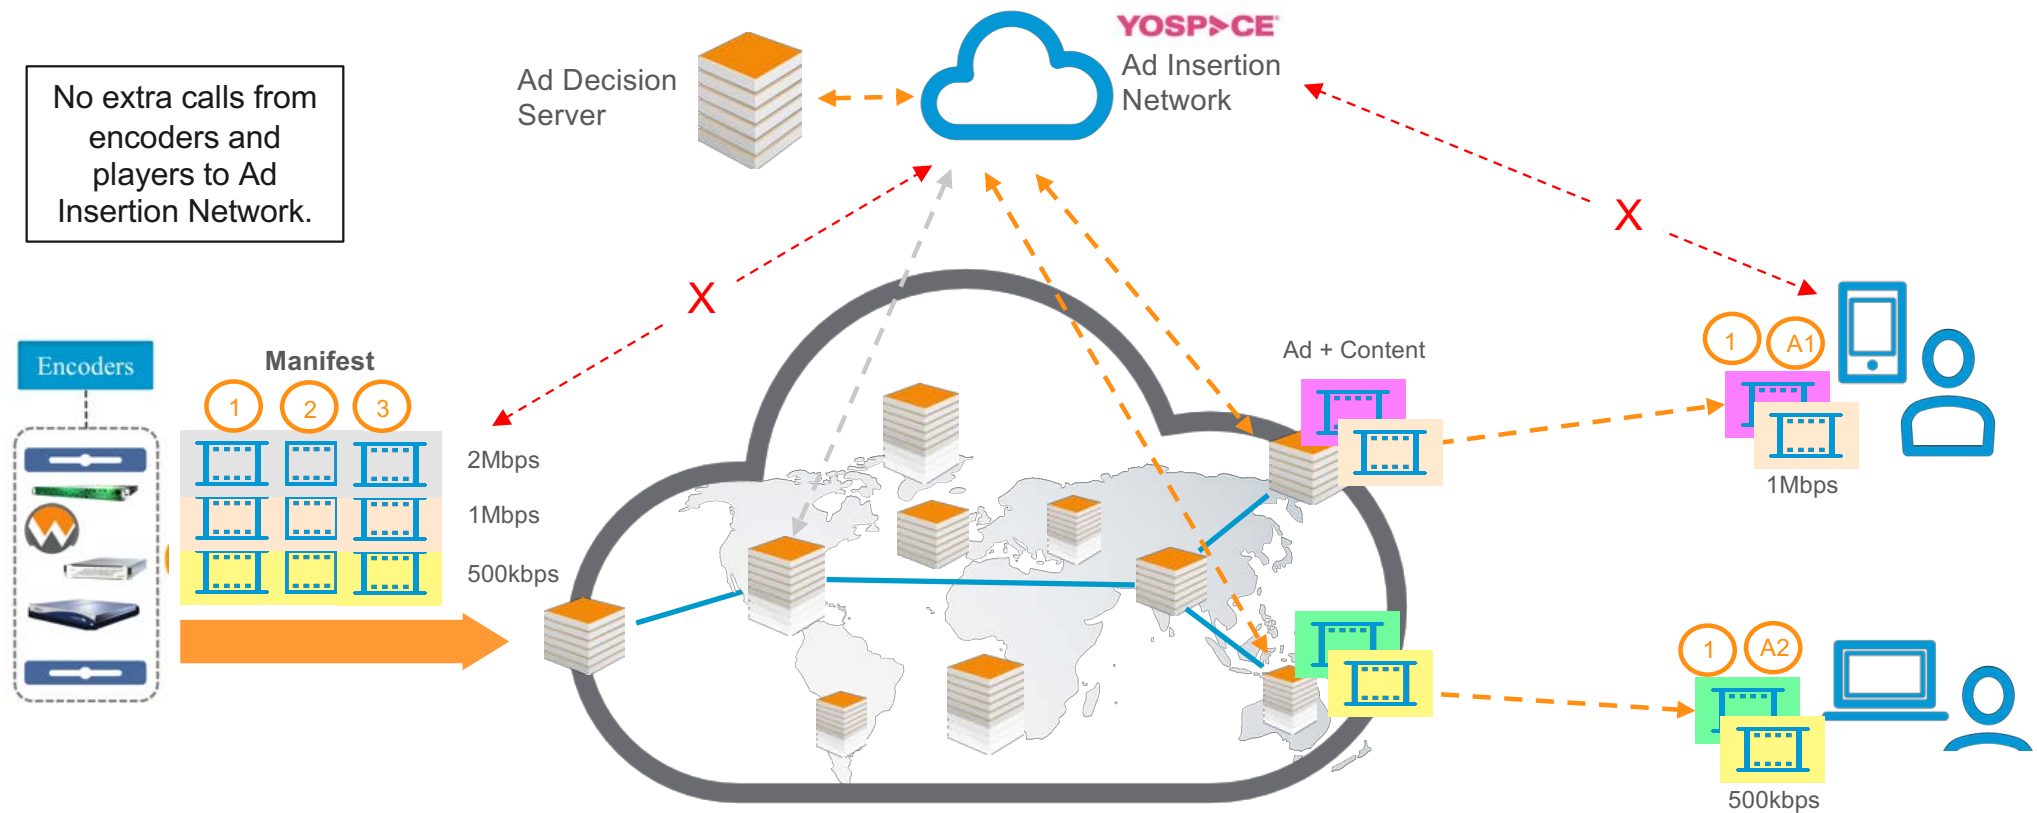 No extra calls from
encoders and
players to Ad
Insertion Network.
Ad Decision
Server
YOSPACE
Ad Insertion
Network
X
X
Encoders
Manifest
1
2
3
2Mbps
1Mbps
500kbps
Ad + Content
1
A1
1Mbps
1
A2
500kbps